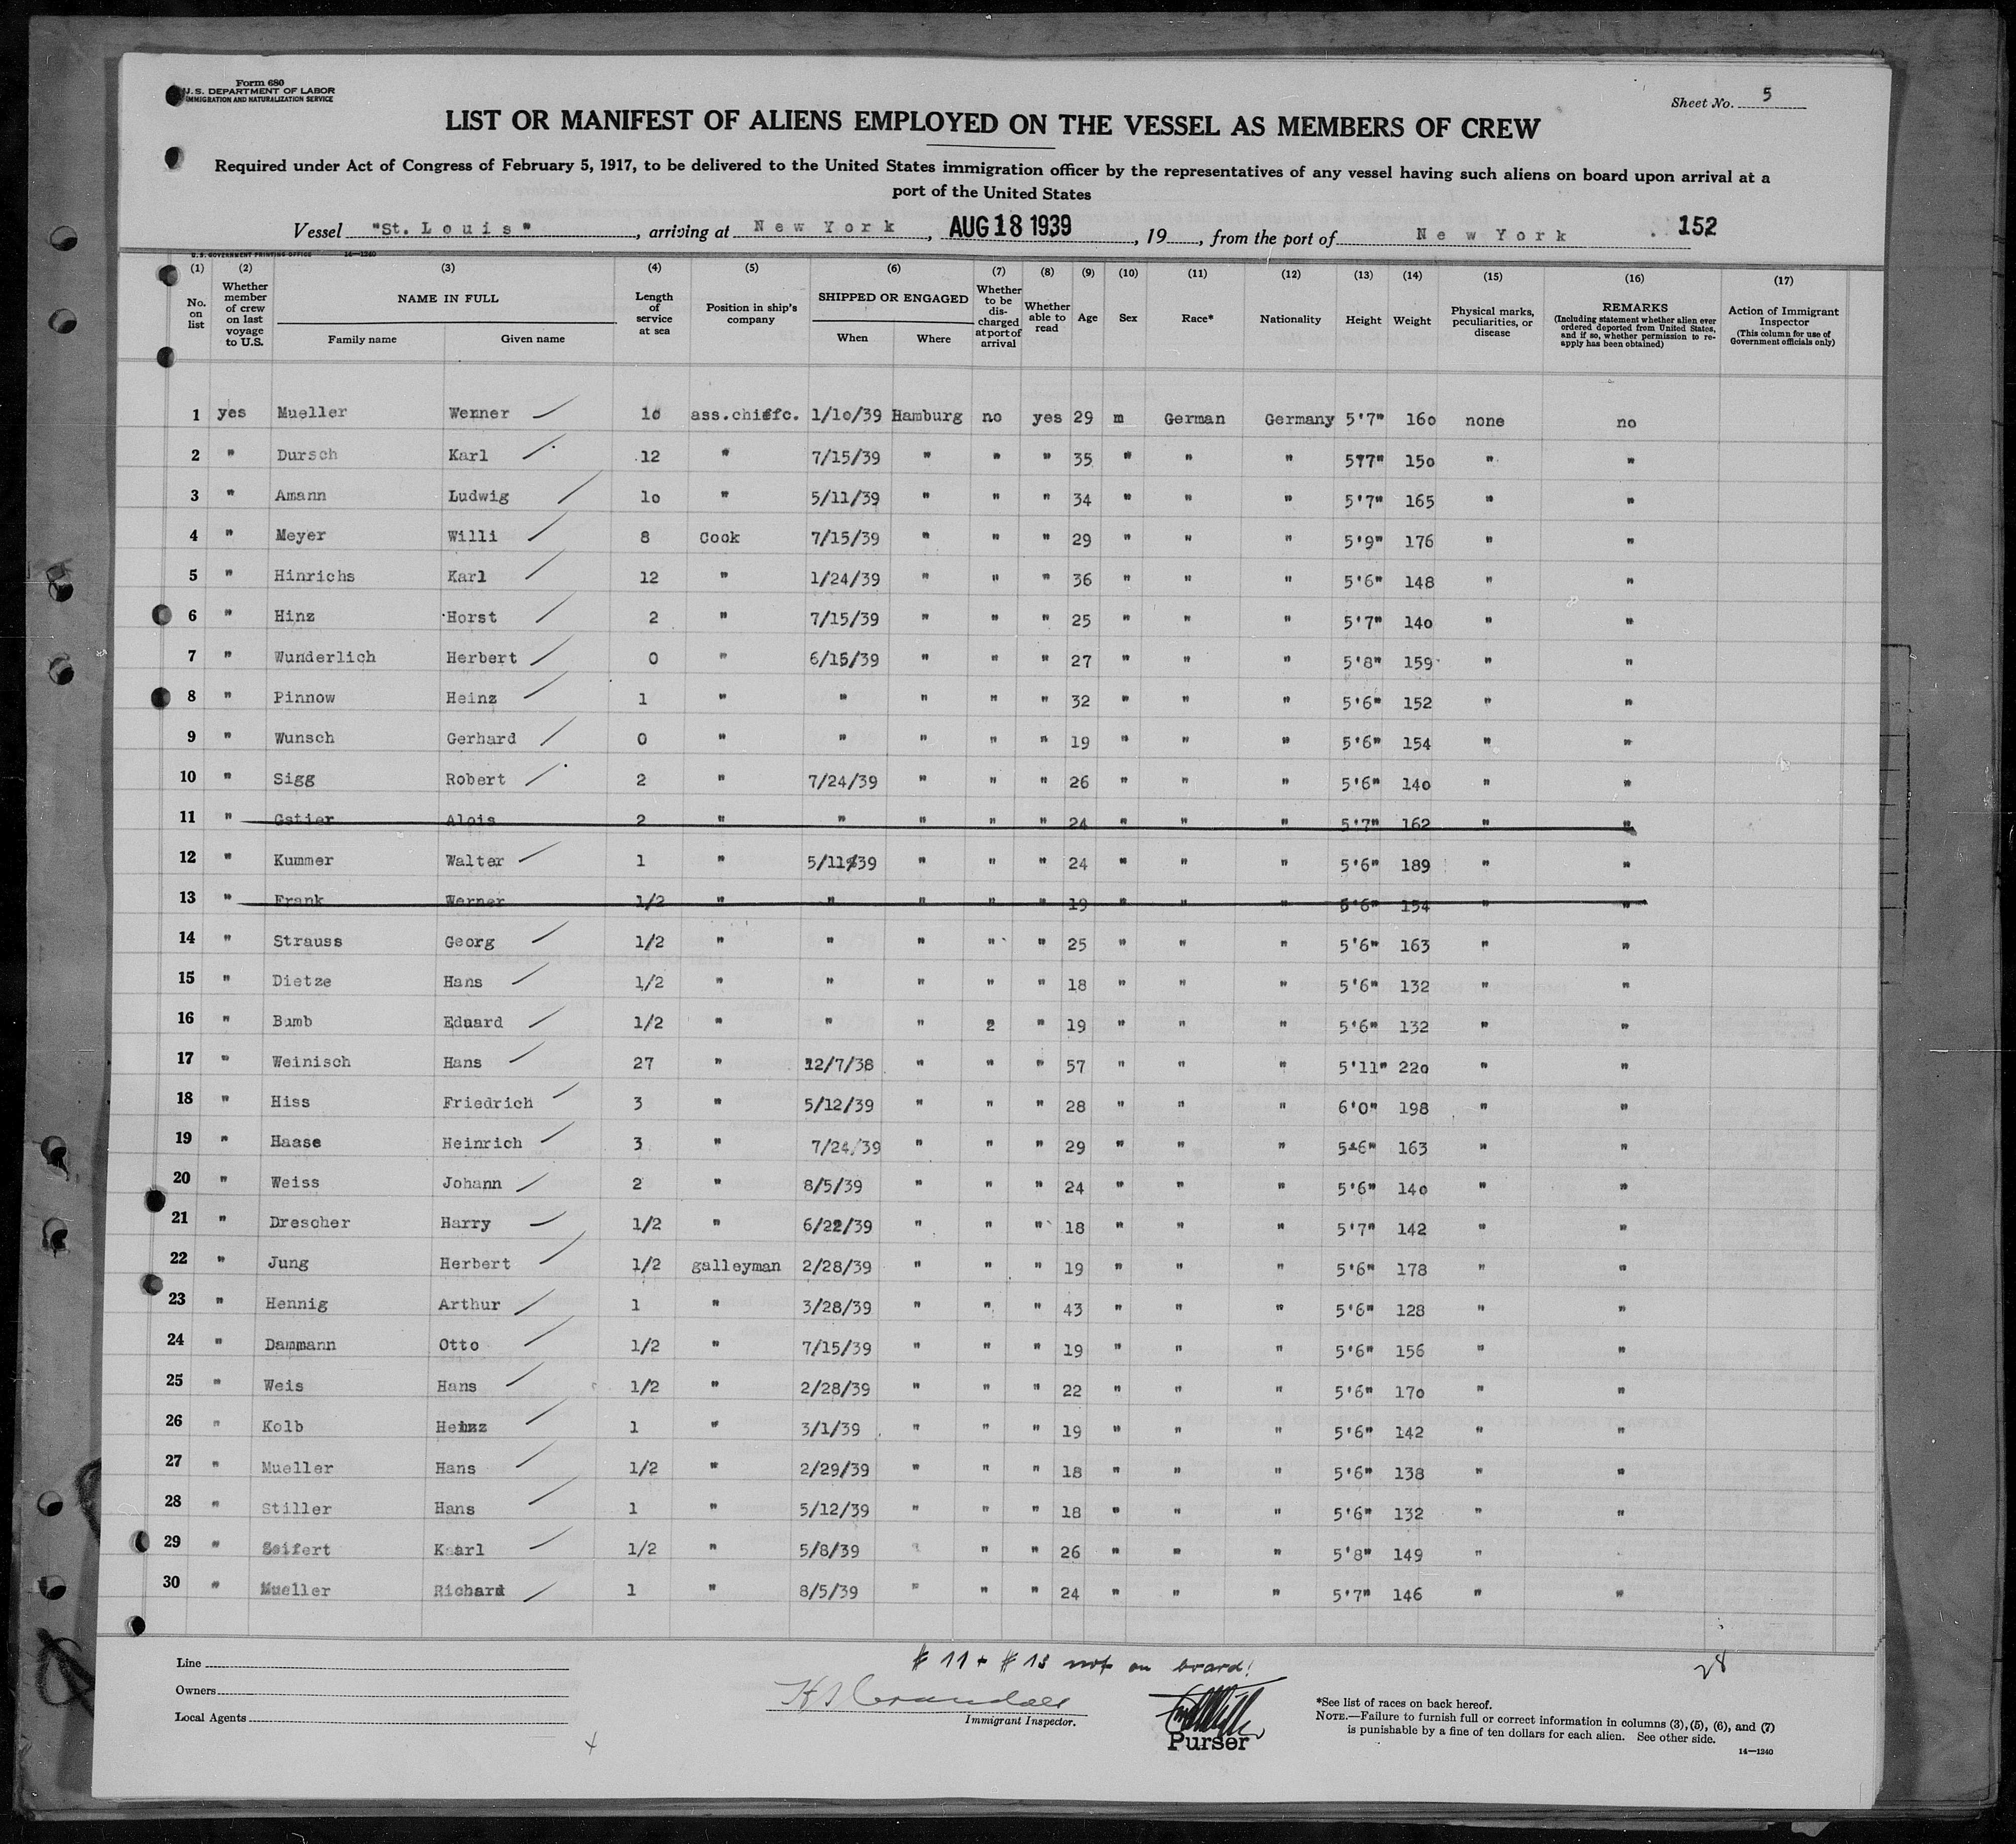 Form 680
U. S. DEPARTMENT OF LABOR
IMMIGRATION AND NATURALIZATION SERVICE
Sheet No. 5
LIST OR MANIFEST OF ALIENS EMPLOYED ON THE VESSEL AS MEMBERS OF CREW
Required under Act of Congress of February 5, 1917, to be delivered to the United States immigration officer by the representatives of any vessel having such aliens on board upon arrival at a
port of the United States
Vessel "St. Louis", arriving at New York, AUG 18 1939, 19, from the port of New York 152
U. S. GOVERNMENT PRINTING OFFICE 14—1240
(1) (2) (3) (4) (5) (6) (7) (8) (9) (10) (11) (12) (13) (14) (15) (16) (17)
No. on list
Whether member of crew on last voyage to U.S.
NAME IN FULL
Family name Given name
Length of service at sea
Position in ship's company
SHIPPED OR ENGAGED
When Where
Whether to be discharged at port of arrival
Whether able to read
Age
Sex
Race*
Nationality
Height
Weight
Physical marks, peculiarities, or disease
REMARKS
(Including statement whether alien ever ordered deported from United States, and if so, whether permission to reapply has been obtained)
Action of Immigrant Inspector
(This column for use of Government officials only)
1 yes Mueller Werner 10 ass.chiefc. 1/10/39 Hamburg no yes 29 m German Germany 5'7" 160 none no
2 " Dursch Karl 12 " 7/15/39 " " " 35 " " " 5'7" 150 " "
3 " Amann Ludwig 10 " 5/11/39 " " " 34 " " " 5'7" 165 " "
4 " Meyer Willi 8 Cook 7/15/39 " " " 29 " " " 5'9" 176 " "
5 " Hinrichs Karl 12 " 1/24/39 " " " 36 " " " 5'6" 148 " "
6 " Hinz Horst 2 " 7/15/39 " " " 25 " " " 5'7" 140 " "
7 " Wunderlich Herbert 0 " 6/15/39 " " " 27 " " " 5'8" 159 " "
8 " Pinnow Heinz 1 " " " " " 32 " " " 5'6" 152 " "
9 " Wunsch Gerhard 0 " " " " " 19 " " " 5'6" 154 " "
10 " Sigg Robert 2 " 7/24/39 " " " 26 " " " 5'6" 140 " "
11 " Gstier Alois 2 " " " " " 24 " " " 5'7" 162 " "
12 " Kummer Walter 1 " 5/11/39 " " " 24 " " " 5'6" 189 " "
13 " Frank Werner 1/2 " " " " " 19 " " " 5'6" 154 " "
14 " Strauss Georg 1/2 " " " " " 25 " " " 5'6" 163 " "
15 " Dietze Hans 1/2 " " " " " 18 " " " 5'6" 132 " "
16 " Bumb Eduard 1/2 " " " 2 " 19 " " " 5'6" 132 " "
17 " Weinisch Hans 27 " 12/7/38 " " " 57 " " " 5'11" 220 " "
18 " Hiss Friedrich 3 " 5/12/39 " " " 28 " " " 6'0" 198 " "
19 " Haase Heinrich 3 " 7/24/39 " " " 29 " " " 5'6" 163 " "
20 " Weiss Johann 2 " 8/5/39 " " " 24 " " " 5'6" 140 " "
21 " Drescher Harry 1/2 " 6/22/39 " " " 18 " " " 5'7" 142 " "
22 " Jung Herbert 1/2 galleyman 2/28/39 " " " 19 " " " 5'6" 178 " "
23 " Hennig Arthur 1 " 3/28/39 " " " 43 " " " 5'6" 128 " "
24 " Dammann Otto 1/2 " 7/15/39 " " " 19 " " " 5'6" 156 " "
25 " Weis Hans 1/2 " 2/28/39 " " " 22 " " " 5'6" 170 " "
26 " Kolb Heinz 1 " 3/1/39 " " " 19 " " " 5'6" 142 " "
27 " Mueller Hans 1/2 " 2/29/39 " " " 18 " " " 5'6" 138 " "
28 " Stiller Hans 1 " 5/12/39 " " " 18 " " " 5'6" 132 " "
29 " Seifert Karl 1/2 " 5/8/39 " " " 26 " " " 5'8" 149 "
30 " Mueller Richard 1 " 8/5/39 " " " 24 " " " 5'7" 146 " "
# 11 + # 13 not on board!
28
Line
Owners
Local Agents
H S Crandall
Immigrant Inspector.
Purser
*See list of races on back hereof.
NOTE.—Failure to furnish full or correct information in columns (3), (5), (6), and (7)
is punishable by a fine of ten dollars for each alien. See other side.
14—1240